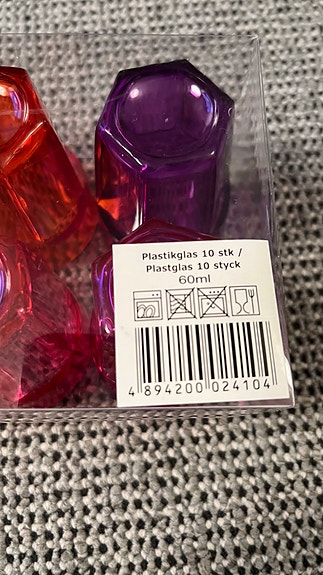 Plastikglas 10 stk /
Plastglas 10 styck
60ml
4 894200 024104